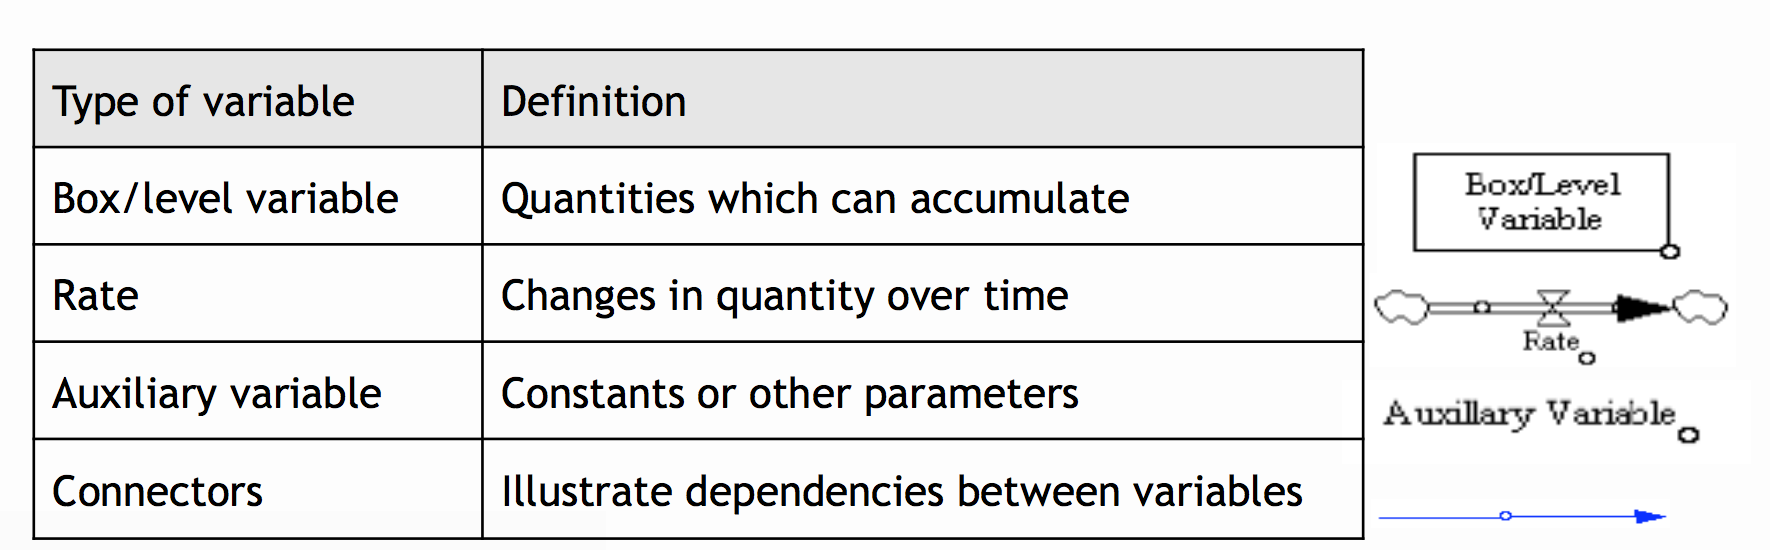 Type of variable
Definition
Box/level variable
Quantities which can accumulate
Box/Level
Variable
Rate
Changes in quantity over time
Rate
Auxiliary variable
Constants or other parameters
Auxillary Variable
Connectors
Illustrate dependencies between variables